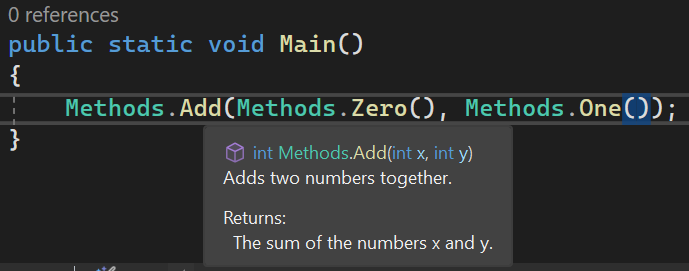 0 references
public static void Main()
{
Methods.Add(Methods.Zero(), Methods.One());
}
int Methods.Add(int x, int y)
Adds two numbers together.
Returns:
The sum of the numbers x and y.